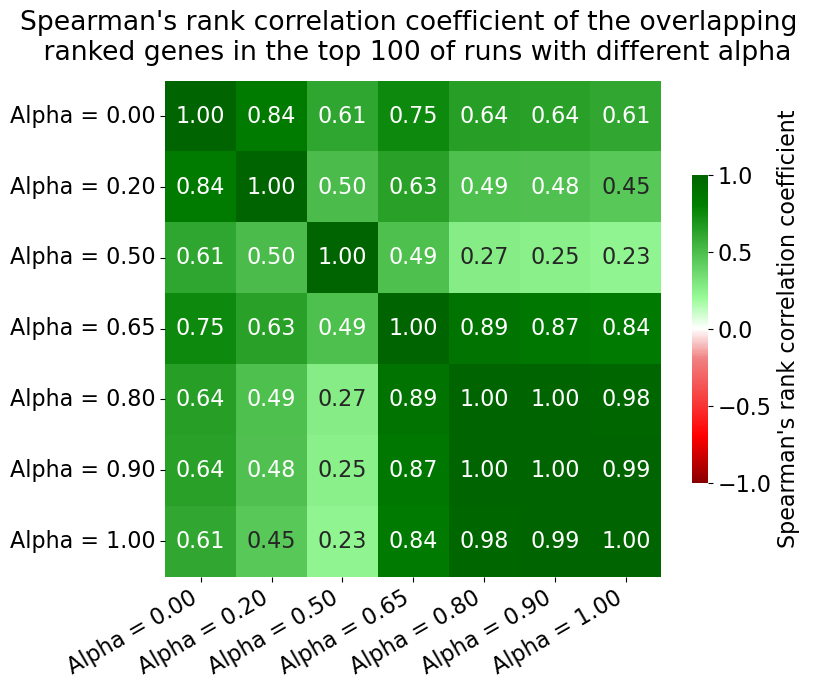 Spearman's rank correlation coefficient of the overlapping
ranked genes in the top 100 of runs with different alpha
Alpha = 0.00 1.00 0.84 0.61 0.75 0.64 0.64 0.61
Alpha = 0.20 0.84 1.00 0.50 0.63 0.49 0.48 0.45
Alpha = 0.50 0.61 0.50 1.00 0.49 0.27 0.25 0.23
Alpha = 0.65 0.75 0.63 0.49 1.00 0.89 0.87 0.84
Alpha = 0.80 0.64 0.49 0.27 0.89 1.00 1.00 0.98
Alpha = 0.90 0.64 0.48 0.25 0.87 1.00 1.00 0.99
Alpha = 1.00 0.61 0.45 0.23 0.84 0.98 0.99 1.00
Alpha = 0.00
Alpha = 0.20
Alpha = 0.50
Alpha = 0.65
Alpha = 0.80
Alpha = 0.90
Alpha = 1.00
1.0
0.5
0.0
−0.5
−1.0
Spearman's rank correlation coefficient